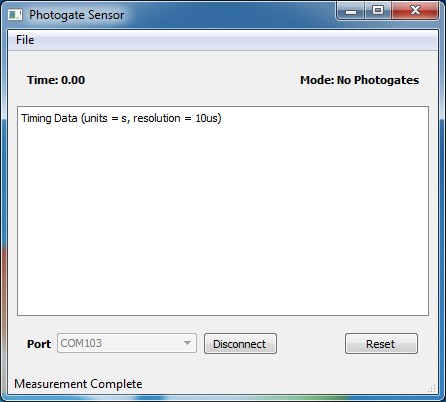 Photogate Sensor
File
Time: 0.00 Mode: No Photogates
Timing Data (units = s, resolution = 10us)
Port COM103 Disconnect Reset
Measurement Complete